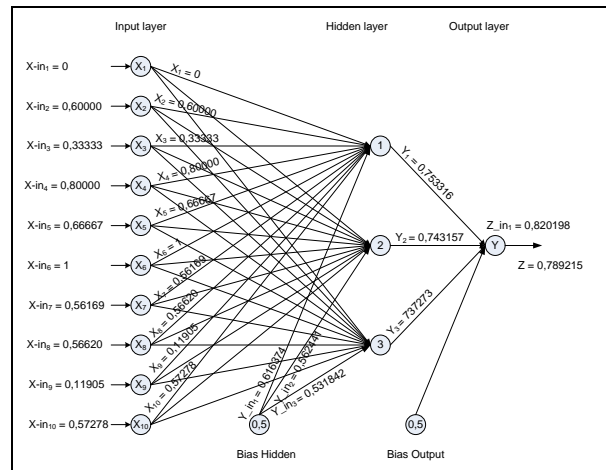 Input layer
Hidden layer
Output layer
X-in1 = 0
X-in2 = 0,60000
X-in3 = 0,33333
X-in4 = 0,80000
X-in5 = 0,66667
X-in6 = 1
X-in7 = 0,56169
X-in8 = 0,56620
X-in9 = 0,11905
X-in10 = 0,57278
X1
X2
X3
X4
X5
X6
X7
X8
X9
X10
X1 = 0
X2 = 0,60000
X3 = 0,33333
X4 = 0,80000
X5 = 0,66667
X6 = 1
X7 = 0,56169
X8 = 0,56620
X9 = 0,11905
X10 = 0,57278
1
2
3
Y_in1 = 0,616374
Y_in2 = 0,56244
Y_in3 = 0,531842
Y1 = 0,753316
Y2 = 0,743157
Y3 = 737273
Y
Z_in1 = 0,820198
Z = 0,789215
0,5
0,5
Bias Hidden
Bias Output